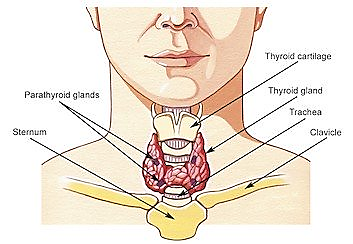 Thyroid cartilage
Parathyroid glands
Thyroid gland
Trachea
Sternum
Clavicle